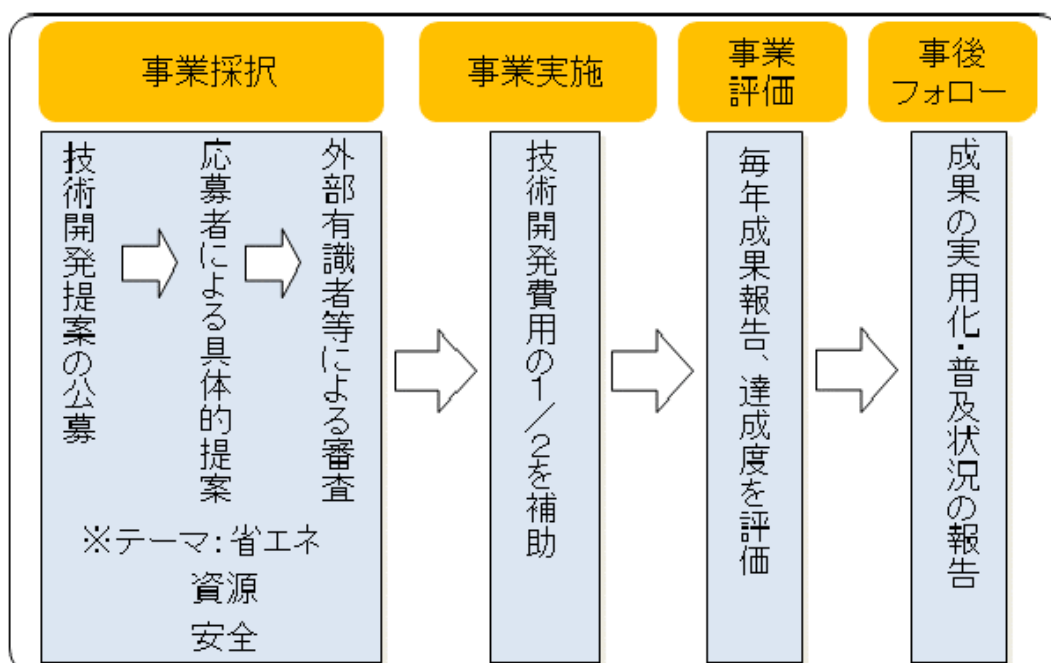 事業採択
技術開発提案の公募
応募者による具体的提案
外部有識者等による審査
※テーマ:省エネ
資源
安全
事業実施
技術開発費用の1/2を補助
事業
評価
毎年成果報告、達成度を評価
事後
フォロー
成果の実用化・普及状況の報告